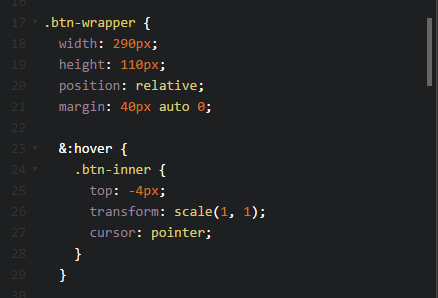 16
17 .btn-wrapper {
18 width: 290px;
19 height: 110px;
20 position: relative;
21 margin: 40px auto 0;
22
23 &:hover {
24 .btn-inner {
25 top: -4px;
26 transform: scale(1, 1);
27 cursor: pointer;
28 }
29 }
30